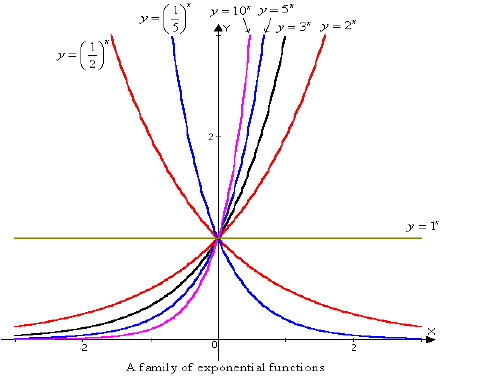 y = (1/5)^x
y = 10^x
y = 5^x
y = 3^x
y = 2^x
y = (1/2)^x
Y
2
y = 1^x
X
-2
0
2
A family of exponential functions